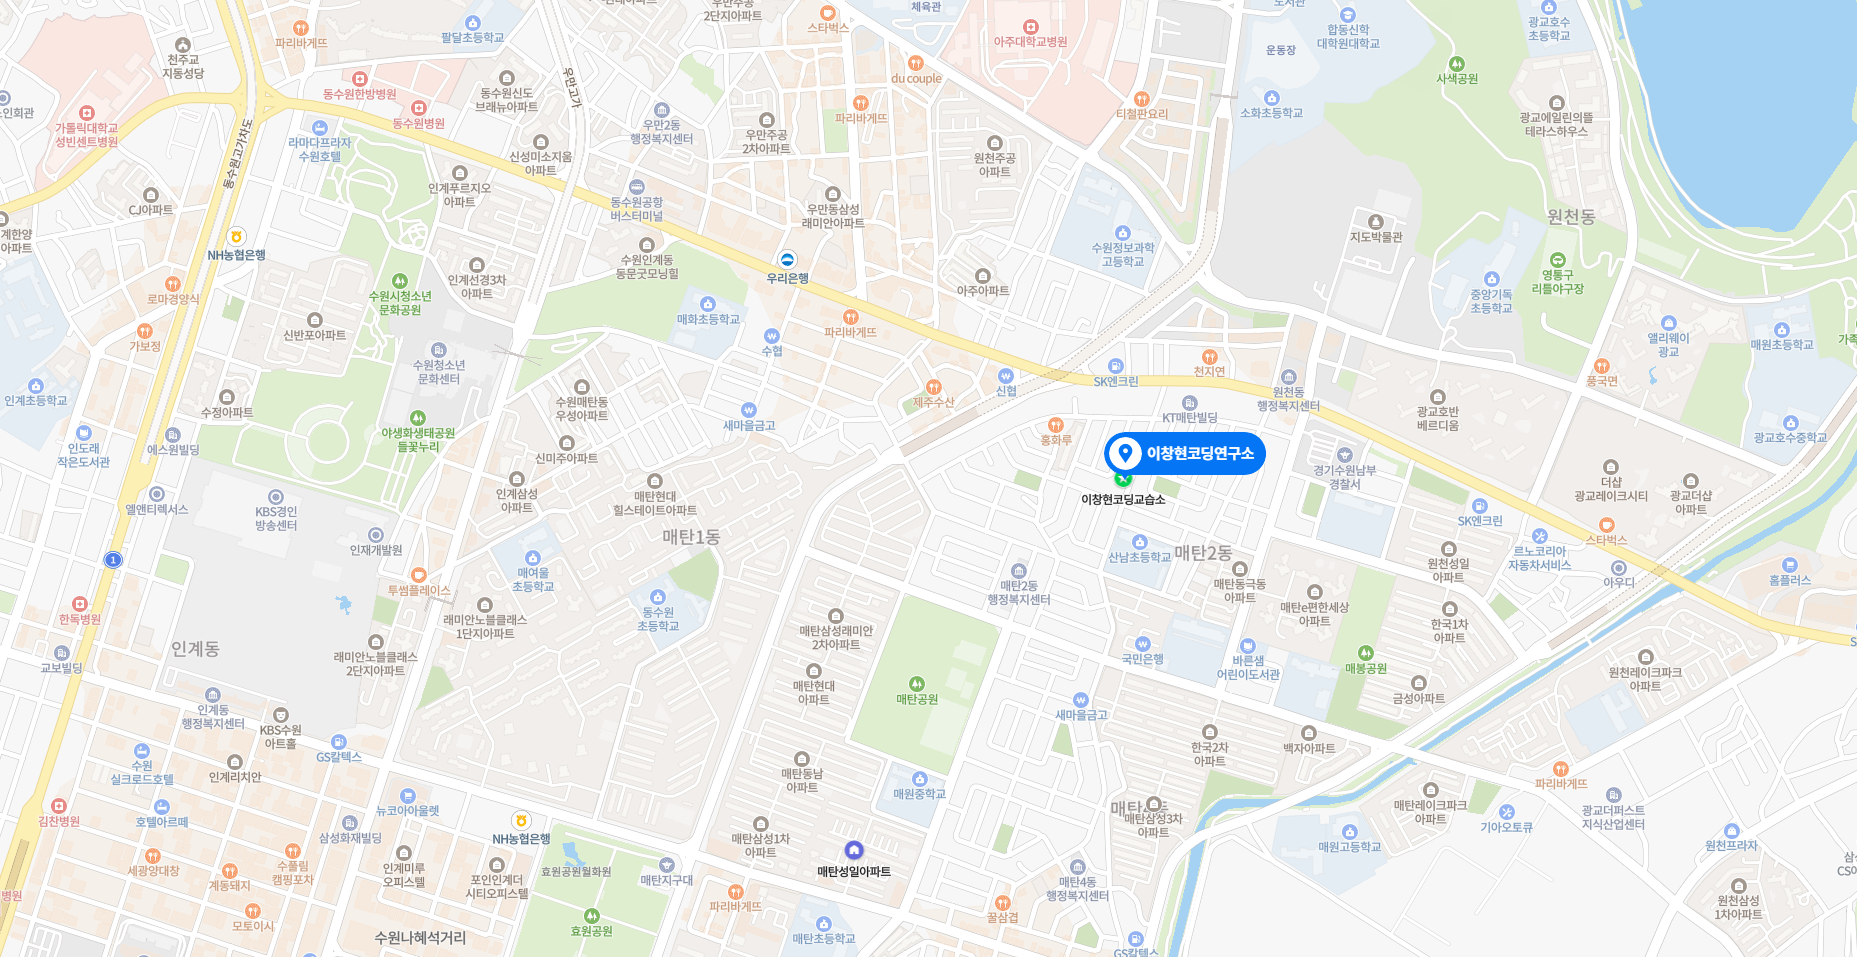 우만주공
2단지아파트
체육관
도서관
파리바게뜨
팔달초등학교
스타벅스
아주대학교병원
합동신학
대학원대학교
광교호수
초등학교
운동장
천주교
지동성당
동수원한방병원
동수원신도
브래뉴아파트
우만고가
du couple
사색공원
노인회관
가톨릭대학교
성빈센트병원
동수원병원
동수원고가차도
라마다프라자
수원호텔
신성미소지움
아파트
우만2동
행정복지센터
우만주공
2차아파트
파리바게뜨
티철판요리
소화초등학교
광교에일린의뜰
테라스하우스
원천주공
아파트
인계푸르지오
아파트
CJ아파트
동수원공항
버스터미널
우만동삼성
래미안아파트
원천동
계한양
아파트
NH농협은행
수원인계동
동문굿모닝힐
우리은행
수원정보과학
고등학교
지도박물관
인계선경3차
아파트
아주아파트
중앙기독
초등학교
영통구
리틀야구장
로마경양식
수원시청소년
문화공원
신반포아파트
매화초등학교
파리바게뜨
가보정
수협
앨리웨이
광교
매원초등학교
가족
수원청소년
문화센터
인계초등학교
수정아파트
수원매탄동
우성아파트
제주수산
신협
SK엔크린
천지연
원천동
행정복지센터
풍국면
광교호반
베르디움
새마을금고
KT매탄빌딩
야생화생태공원
들꽃누리
인도래
작은도서관
에스원빌딩
신미주아파트
홍화루
이창현코딩연구소
이창현코딩교습소
광교호수중학교
경기수원남부
경찰서
더샵
광교레이크시티
광교더샵
아파트
엘앤티렉서스
KBS경인
방송센터
인계삼성
아파트
매탄현대
힐스테이트아파트
매탄1동
인재개발원
SK엔크린
스타벅스
1
매여울
초등학교
산남초등학교
매탄2동
르노코리아
자동차서비스
원천성일
아파트
아우디
홈플러스
투썸플레이스
매탄2동
행정복지센터
매탄동극동
아파트
매탄e편한세상
아파트
한독병원
래미안노블클래스
1단지아파트
동수원
초등학교
매탄삼성래미안
2차아파트
한국1차
아파트
인계동
래미안노블클래스
2단지아파트
교보빌딩
국민은행
바른샘
어린이도서관
매봉공원
원천레이크파크
아파트
매탄현대
아파트
매탄공원
금성아파트
인계동
행정복지센터
KBS수원
아트홀
새마을금고
GS칼텍스
한국2차
아파트
백자아파트
수원
실크로드호텔
인계리치안
매탄동남
아파트
매원중학교
파리바게뜨
매탄레이크파크
아파트
광교더퍼스트
지식산업센터
기아오토큐
김찬병원
호텔아르떼
뉴코아아울렛
삼성화재빌딩
NH농협은행
매탄4동
매탄삼성3차
아파트
매탄삼성1차
아파트
매원고등학교
원천프라자
세광양대창
계동돼지
수플림
캠핑포차
인계미루
오피스텔
포인인계더
시티오피스텔
효원공원월화원
매탄지구대
매탄성일아파트
매탄4동
행정복지센터
병원
모토이시
파리바게뜨
꿀삼겹
원천삼성
1차아파트
수원나혜석거리
효원공원
매탄초등학교
GS칼텍스